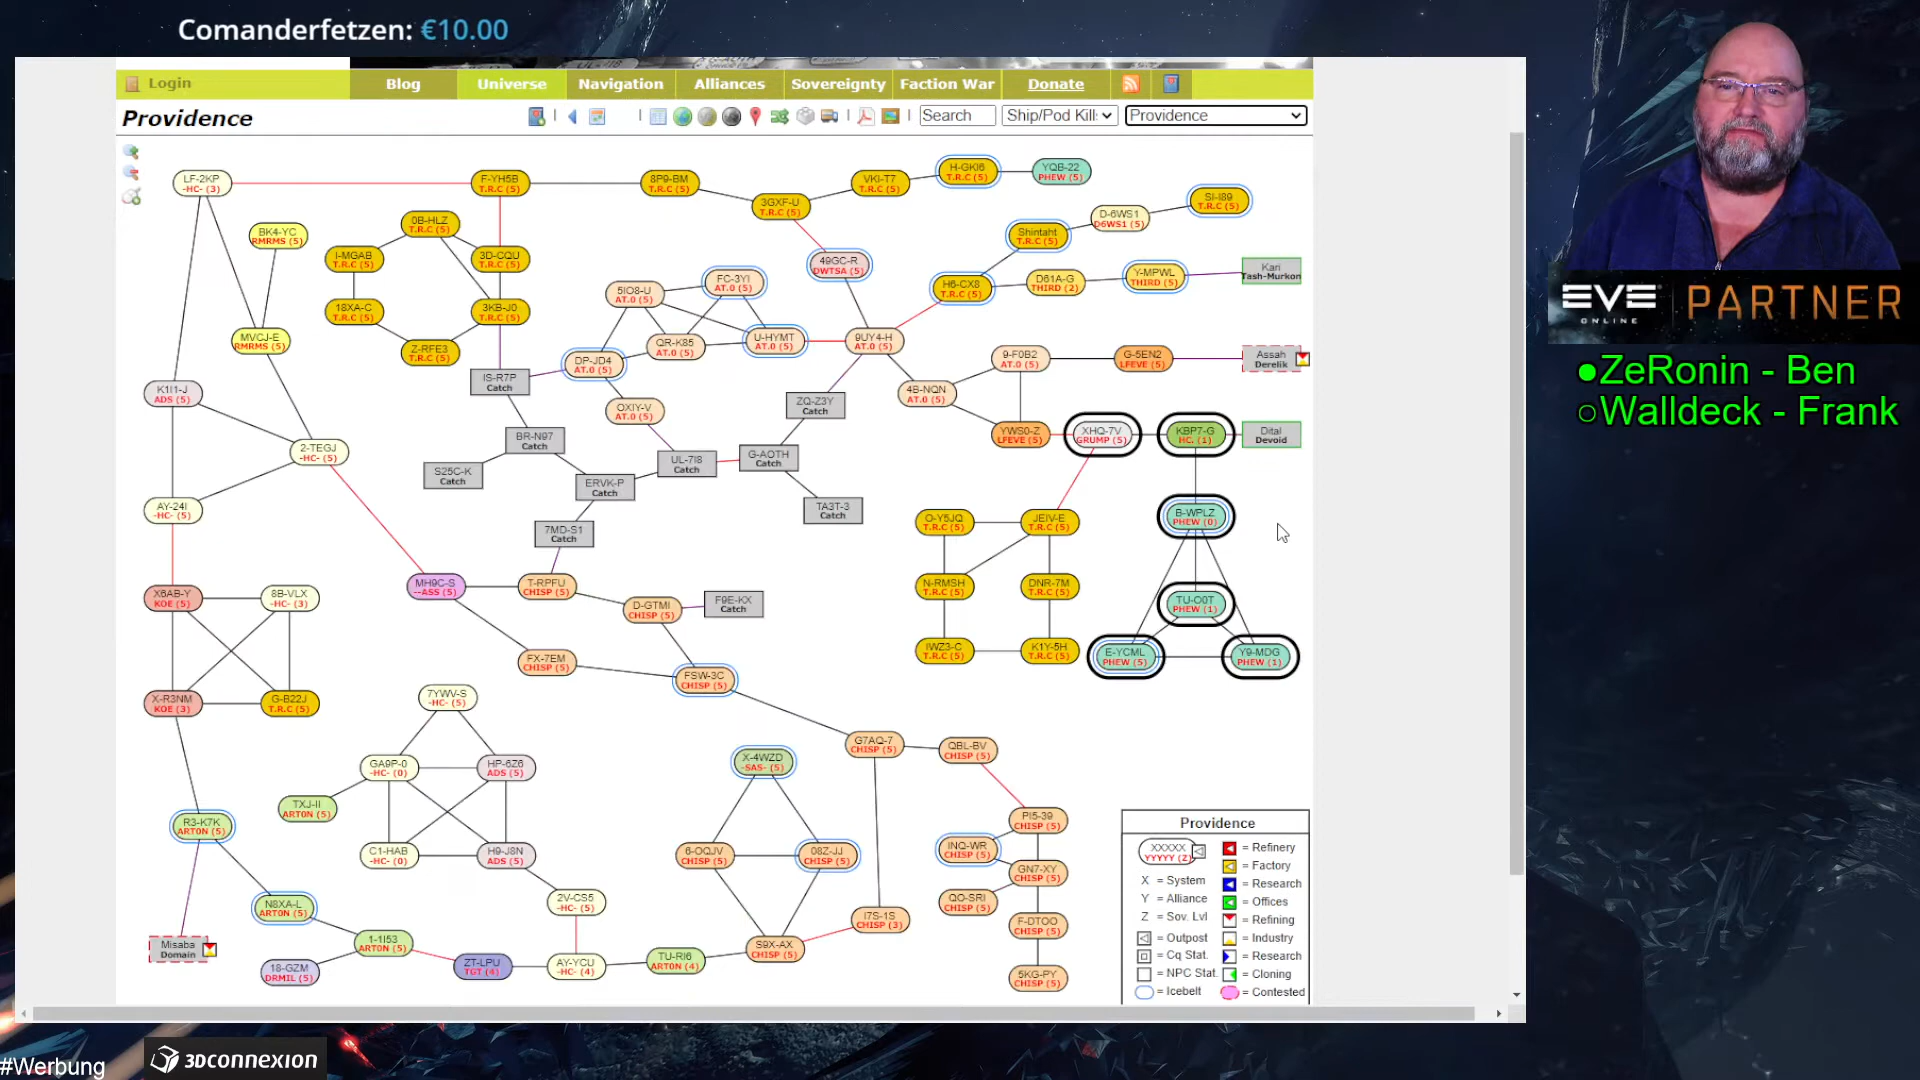 Comanderfetzen: €10.00
Login
Blog
Universe
Navigation
Alliances
Sovereignty
Faction War
Donate
Providence
Search
Ship/Pod Kill:
Providence
LF-2KP
-HC- (3)
F-YH5B
T.R.C (5)
8P9-BM
T.R.C (5)
3GXF-U
T.R.C (5)
VKI-T7
T.R.C (5)
H-GKI6
T.R.C (5)
YQB-22
PHEW (5)
SI-I89
T.R.C (5)
D-6WS1
D6WS1 (5)
Shintaht
T.R.C (5)
BK4-YC
RMRMS (5)
0B-HLZ
T.R.C (5)
I-MGAB
T.R.C (5)
3D-CQU
T.R.C (5)
18XA-C
T.R.C (5)
3KB-J0
T.R.C (5)
Z-RFE3
T.R.C (5)
49GC-R
DWTSA (5)
H6-CX8
T.R.C (5)
D61A-G
THIRD (2)
Y-MPWL
THIRD (5)
Kari
Tash-Murkon
5IO8-U
AT.0 (5)
FC-3YI
AT.0 (5)
QR-K85
AT.0 (5)
U-HYMT
AT.0 (5)
9UY4-H
AT.0 (5)
DP-JD4
AT.0 (5)
MVCJ-E
RMRMS (5)
9-F0B2
AT.0 (5)
G-5EN2
LFEVE (5)
Assah
Derelik
K1I1-J
ADS (5)
IS-R7P
Catch
OXIY-V
AT.0 (5)
ZQ-Z3Y
Catch
4B-NQN
AT.0 (5)
YWS0-Z
LFEVE (5)
XHQ-7V
GRUMP (5)
KBP7-G
HC. (1)
Dital
Devoid
2-TEGJ
-HC- (5)
BR-N97
Catch
S25C-K
Catch
UL-7I8
Catch
G-AOTH
Catch
ERVK-P
Catch
TA3T-3
Catch
AY-24I
-HC- (5)
7MD-S1
Catch
O-Y5JQ
T.R.C (5)
JEIV-E
T.R.C (5)
B-WPLZ
PHEW (0)
X6AB-Y
KOE (5)
8B-VLX
-HC- (3)
MH9C-S
--ASS (5)
T-RPFU
CHISP (5)
D-GTMI
CHISP (5)
F9E-KX
Catch
N-RMSH
T.R.C (5)
DNR-7M
T.R.C (5)
TU-O0T
PHEW (1)
FX-7EM
CHISP (5)
FSW-3C
CHISP (5)
IWZ3-C
T.R.C (5)
K1Y-5H
T.R.C (5)
E-YCML
PHEW (5)
Y9-MDG
PHEW (1)
X-R3NM
KOE (3)
G-B22J
T.R.C (5)
7YWV-S
-HC- (5)
GA9P-0
-HC- (0)
HP-6Z6
ADS (5)
X-4WZD
-SAS- (5)
G7AQ-7
CHISP (5)
QBL-BV
CHISP (5)
TXJ-II
ARTON (5)
R3-K7K
ARTON (5)
C1-HAB
-HC- (0)
H9-J8N
ADS (5)
6-OQJV
CHISP (5)
08Z-JJ
CHISP (5)
PI5-39
CHISP (5)
INQ-WR
CHISP (5)
GN7-XY
CHISP (5)
QO-SRI
CHISP (5)
F-DTOO
CHISP (5)
5KG-PY
CHISP (5)
N8XA-L
ARTON (5)
2V-CS5
-HC- (5)
I7S-1S
CHISP (3)
Misaba
Domain
1-1I53
ARTON (5)
18-GZM
DRMIL (5)
ZT-LPU
TGT (4)
AY-YCU
-HC- (4)
TU-RI6
ARTON (4)
S9X-AX
CHISP (5)
Providence
XXXXX
YYYYY (Z)
X = System
Y = Alliance
Z = Sov. Lvl
= Outpost
= Cq Stat.
= NPC Stat.
= Icebelt
= Refinery
= Factory
= Research
= Offices
= Refining
= Industry
= Research
= Cloning
= Contested
EVE
ONLINE
PARTNER
ZeRonin - Ben
Walldeck - Frank
#Werbung
3DCONNEXION